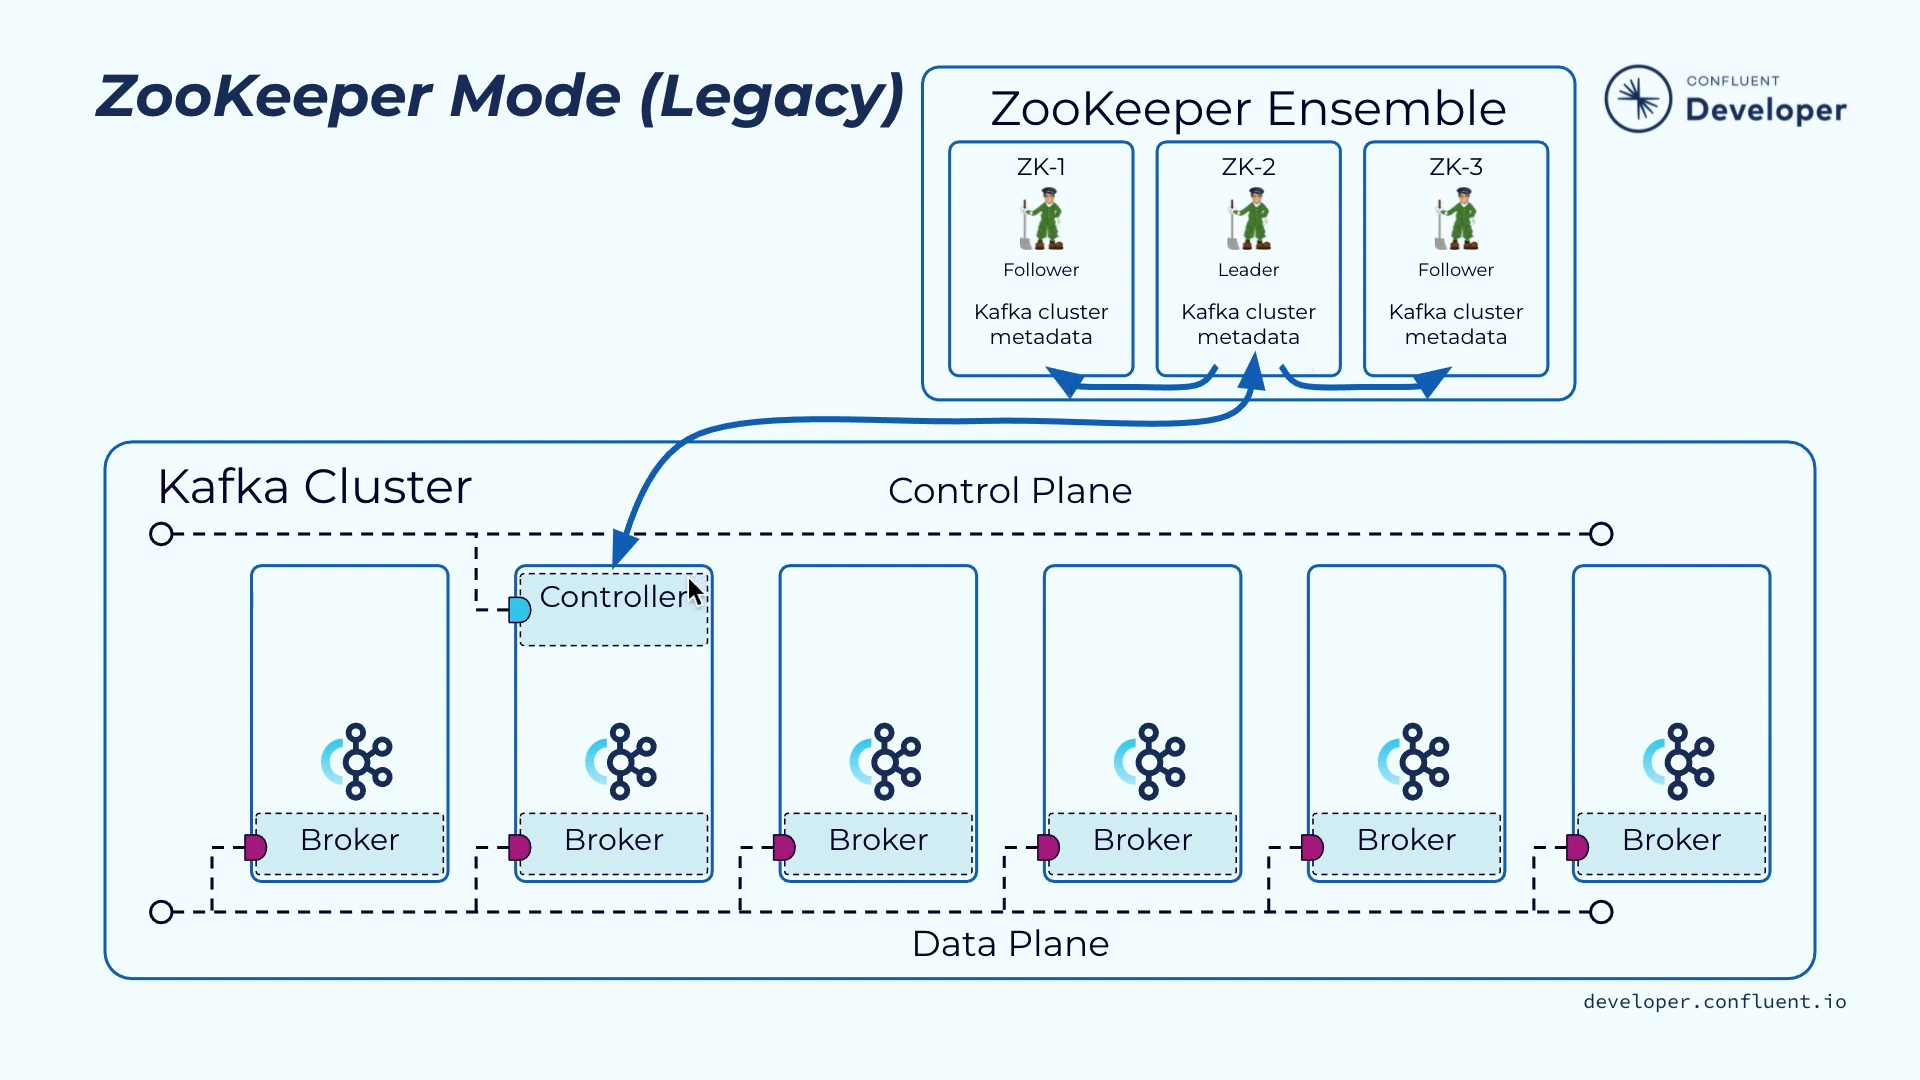 ZooKeeper Mode (Legacy)
ZooKeeper Ensemble
CONFLUENT
Developer
ZK-1
Follower
Kafka cluster
metadata
ZK-2
Leader
Kafka cluster
metadata
ZK-3
Follower
Kafka cluster
metadata
Kafka Cluster
Control Plane
Controller
Broker
Broker
Broker
Broker
Broker
Broker
Data Plane
developer.confluent.io